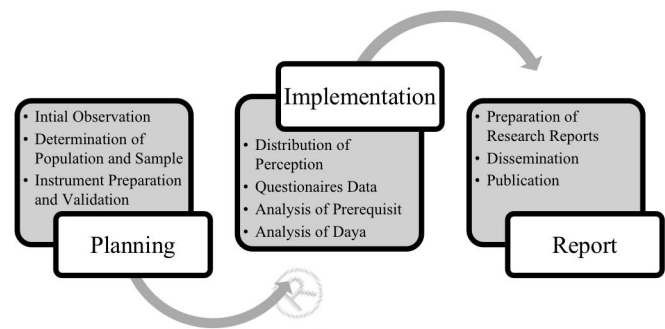 • Intial Observation
• Determination of
Population and Sample
• Instrument Preparation
and Validation
Planning
Implementation
• Distribution of
Perception
• Questionaires Data
• Analysis of Prerequisit
• Analysis of Daya
• Preparation of
Research Reports
• Dissemination
• Publication
Report